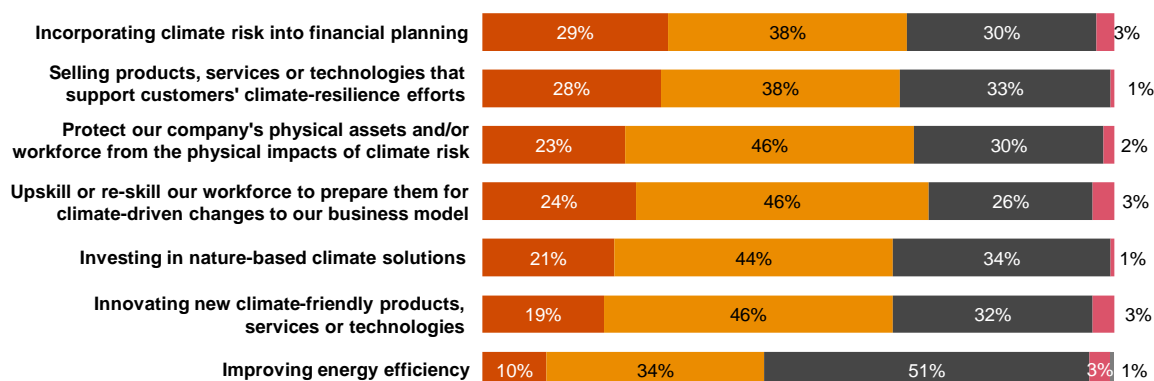 Incorporating climate risk into financial planning
29% 38% 30% 3%
Selling products, services or technologies that
support customers' climate-resilience efforts
28% 38% 33% 1%
Protect our company's physical assets and/or
workforce from the physical impacts of climate risk
23% 46% 30% 2%
Upskill or re-skill our workforce to prepare them for
climate-driven changes to our business model
24% 46% 26% 3%
Investing in nature-based climate solutions
21% 44% 34% 1%
Innovating new climate-friendly products,
services or technologies
19% 46% 32% 3%
Improving energy efficiency
10% 34% 51% 3% 1%